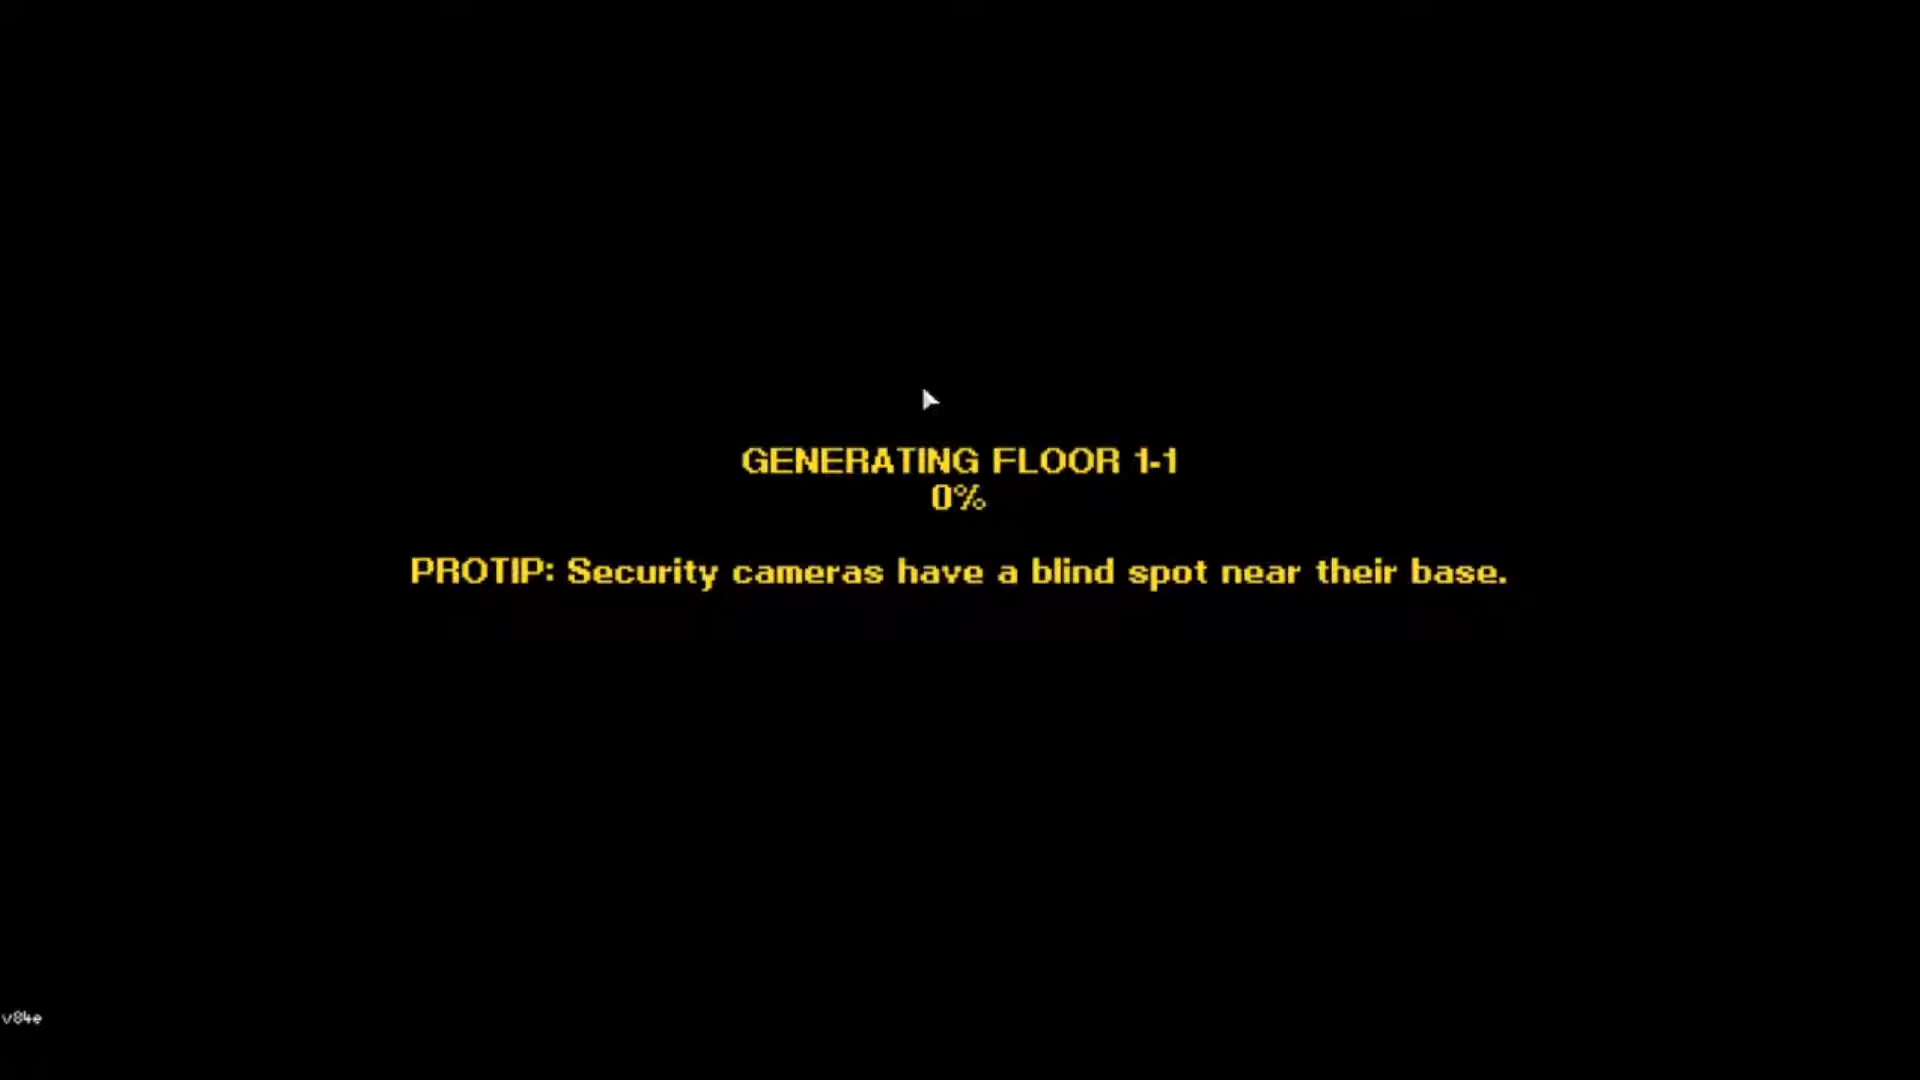 GENERATING FLOOR 1-1
0%
PROTIP: Security cameras have a blind spot near their base.
v84e